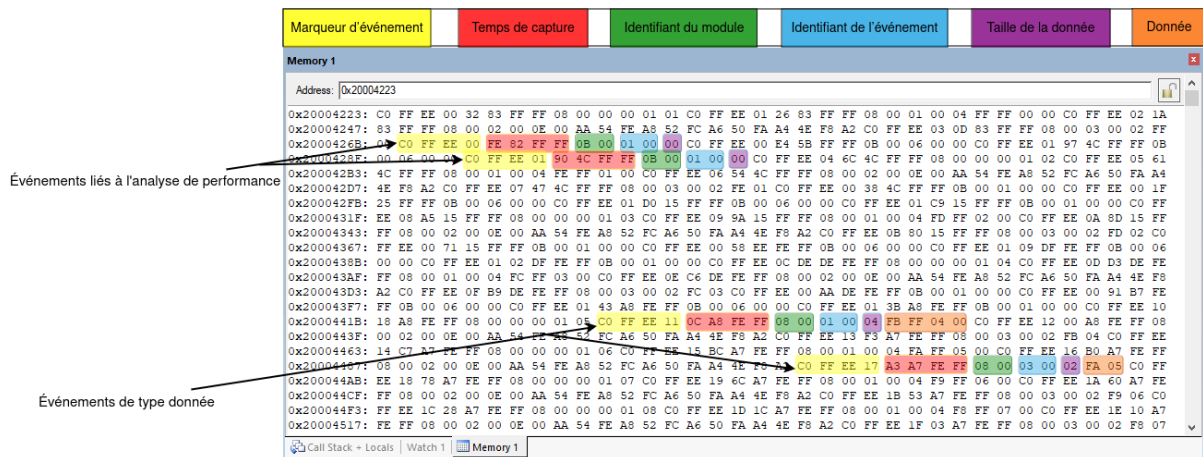 Marqueur d'événement Temps de capture Identifiant du module Identifiant de l'événement Taille de la donnée Donnée
Memory 1
Address: 0x20004223
0x20004223: C0 FF EE 00 32 83 FF FF 08 00 00 00 01 01 C0 FF EE 01 26 83 FF FF 08 00 01 00 04 FF FF 00 00 C0 FF EE 02 1A
0x20004247: 83 FF FF 08 00 02 00 0E 00 AA 54 FE A8 52 FC A6 50 FA A4 4E F8 A2 C0 FF EE 03 0D 83 FF FF 08 00 03 00 02 FF
0x2000426B: C0 FF EE 00 FE 82 FF FF 0B 00 01 00 00 C0 FF EE 00 E4 5B FF FF 0B 00 06 00 00 C0 FF EE 01 97 4C FF FF 0B
0x2000428F: 00 06 00 00 C0 FF EE 01 90 4C FF FF 0B 00 01 00 00 C0 FF EE 04 6C 4C FF FF 08 00 00 00 01 02 C0 FF EE 05 60
Événements liés à l'analyse de performance
0x200042B3: 4C FF FF 08 00 01 00 04 FE FF 01 00 C0 FF EE 06 54 4C FF FF 08 00 02 00 0E 00 AA 54 FE A8 52 FC A6 50 FA A4
0x200042D7: 4E F8 A2 C0 FF EE 07 47 4C FF FF 08 00 03 00 02 FE 01 C0 FF EE 00 38 4C FF FF 0B 00 01 00 00 C0 FF EE 00 1F
0x200042FB: 25 FF FF 0B 00 06 00 00 C0 FF EE 01 D0 15 FF FF 0B 00 06 00 00 C0 FF EE 01 C9 15 FF FF 0B 00 01 00 00 C0 FF
0x2000431F: EE 08 A5 15 FF FF 08 00 00 00 01 03 C0 FF EE 09 9A 15 FF FF 08 00 01 00 04 FD FF 02 00 C0 FF EE 0A 8D 15 FF
0x20004343: FF 08 00 02 00 0E 00 AA 54 FE A8 52 FC A6 50 FA A4 4E F8 A2 C0 FF EE 0B 80 15 FF FF 08 00 03 00 02 FD 02 C0
0x20004367: FF EE 00 71 15 FF FF 0B 00 01 00 00 C0 FF EE 00 58 EE FE FF 0B 00 06 00 00 C0 FF EE 01 09 DF FE FF 0B 00 06
0x2000438B: 00 00 C0 FF EE 01 02 DF FE FF 0B 00 01 00 00 C0 FF EE 0C DE DE FE FF 08 00 00 00 01 04 C0 FF EE 0D D3 DE FE
0x200043AF: FF 08 00 01 00 04 FC FF 03 00 C0 FF EE 0E C6 DE FE FF 08 00 02 00 0E 00 AA 54 FE A8 52 FC A6 50 FA A4 4E F8
0x200043D3: A2 C0 FF EE 0F B9 DE FE FF 08 00 03 00 02 FC 03 C0 FF EE 00 AA DE FE FF 0B 00 01 00 00 C0 FF EE 00 91 B7 FE
0x200043F7: FF 0B 00 06 00 00 C0 FF EE 01 43 A8 FE FF 0B 00 06 00 00 C0 FF EE 01 3B A8 FE FF 0B 00 01 00 00 C0 FF EE 10
0x2000441B: 18 A8 FE FF 08 00 00 00 01 05 C0 FF EE 11 0C A8 FE FF 08 00 01 00 04 FB FF 04 00 C0 FF EE 12 00 A8 FE FF 08
0x2000443F: 00 02 00 0E 00 AA 54 FE A8 52 FC A6 50 FA A4 4E F8 A2 C0 FF EE 13 F3 A7 FE FF 08 00 03 00 02 FB 04 C0 FF EE
0x20004463: 14 C7 A7 FE FF 08 00 00 00 01 06 C0 FF EE 15 BC A7 FE FF 08 00 01 00 04 FA FF 05 00 C0 FF EE 16 B0 A7 FE FF
0x20004487: 08 00 02 00 0E 00 AA 54 FE A8 52 FC A6 50 FA A4 4E F8 C0 FF EE 17 A3 A7 FE FF 08 00 03 00 02 FA 05 C0 FF
Événements de type donnée
0x200044AB: EE 18 78 A7 FE FF 08 00 00 00 01 07 C0 FF EE 19 6C A7 FE FF 08 00 01 00 04 F9 FF 06 00 C0 FF EE 1A 60 A7 FE
0x200044CF: FF 08 00 02 00 0E 00 AA 54 FE A8 52 FC A6 50 FA A4 4E F8 A2 C0 FF EE 1B 53 A7 FE FF 08 00 03 00 02 F9 06 C0
0x200044F3: FF EE 1C 28 A7 FE FF 08 00 00 00 01 08 C0 FF EE 1D 1C A7 FE FF 08 00 01 00 04 F8 FF 07 00 C0 FF EE 1E 10 A7
0x20004517: FE FF 08 00 02 00 0E 00 AA 54 FE A8 52 FC A6 50 FA A4 4E F8 A2 C0 FF EE 1F 03 A7 FE FF 08 00 03 00 02 F8 07
Call Stack + Locals Watch 1 Memory 1